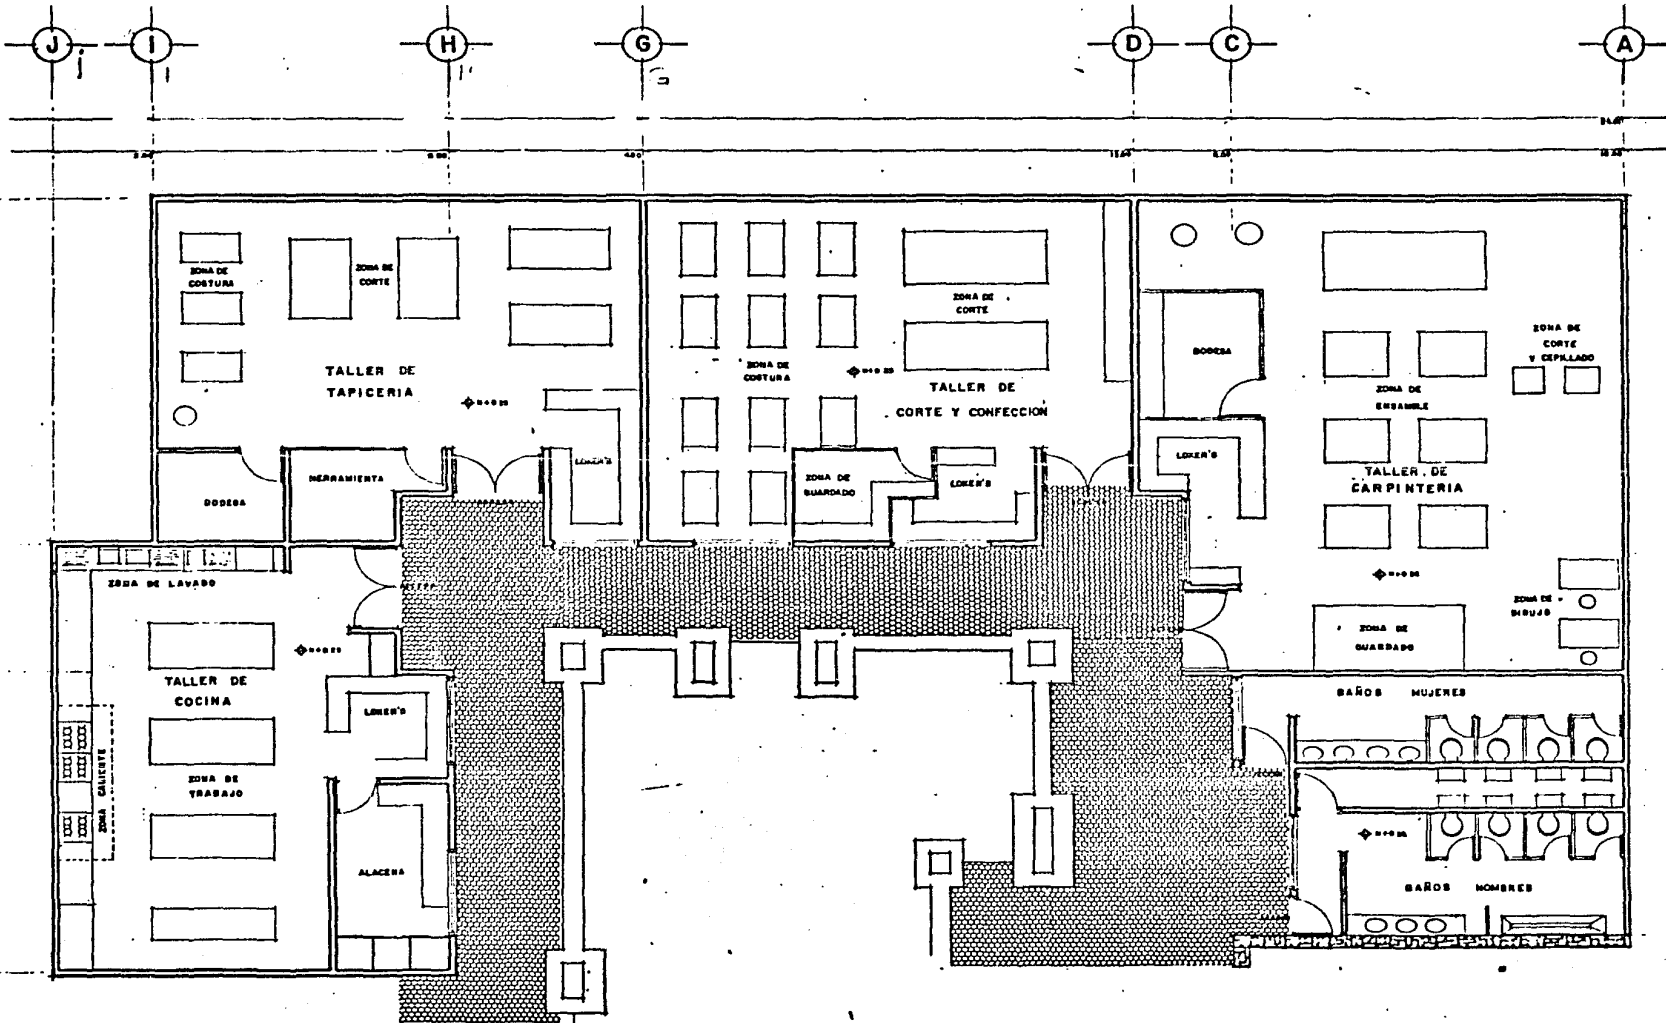 J I H G D C A
ZONA DE
COSTURA
ZONA DE
CORTE
TALLER DE
TAPICERIA
BODEGA
HERRAMIENTA
LOKER'S
ZONA DE
COSTURA
ZONA DE
CORTE
TALLER DE
CORTE Y CONFECCION
ZONA DE
GUARDADO
LOKER'S
BODEGA
LOKER'S
ZONA DE
CORTE
Y CEPILLADO
ZONA DE
ENSAMBLE
TALLER DE
CARPINTERIA
ZONA DE
DIBUJO
ZONA DE
GUARDADO
ZONA DE LAVADO
TALLER DE
COCINA
LOKER'S
ZONA CALIENTE
ZONA DE
TRABAJO
ALACENA
BAÑOS MUJERES
BAÑOS HOMBRES